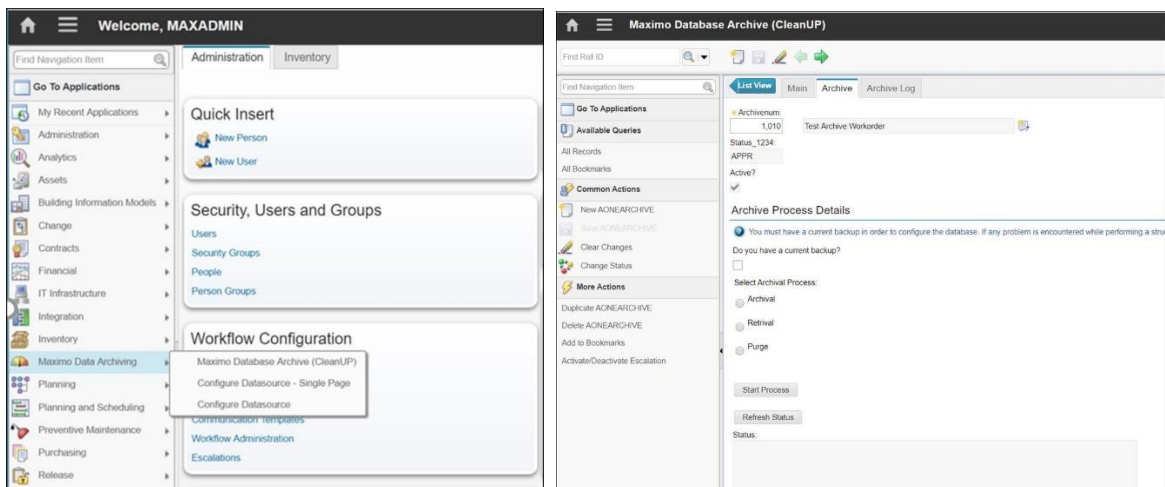 Welcome, MAXADMIN
Find Navigation Item
Go To Applications
My Recent Applications
Administration
Analytics
Assets
Building Information Models
Change
Contracts
Financial
IT Infrastructure
Integration
Inventory
Maximo Data Archiving
Planning
Planning and Scheduling
Preventive Maintenance
Purchasing
Release
Administration Inventory
Quick Insert
New Person
New User
Security, Users and Groups
Users
Security Groups
People
Person Groups
Workflow Configuration
Maximo Database Archive (CleanUP)
Configure Datasource - Single Page
Configure Datasource
Communication Templates
Workflow Administration
Escalations
Maximo Database Archive (CleanUP)
Find Navigation Item
Go To Applications
Available Queries
All Records
All Bookmarks
Common Actions
New AONEARCHIVE
Save AONEARCHIVE
Clear Changes
Change Status
More Actions
Duplicate AONEARCHIVE
Delete AONEARCHIVE
Add to Bookmarks
Activate/Deactivate Escalation
List View Main Archive Archive Log
Archivenum:
1,010 Test Archive Workorder
Status_1234:
APPR
Active?
Archive Process Details
You must have a current backup in order to configure the database. If any problem is encountered while performing a struc
Do you have a current backup?
Select Archival Process:
Archival
Retrival
Purge
Start Process
Refresh Status
Status: